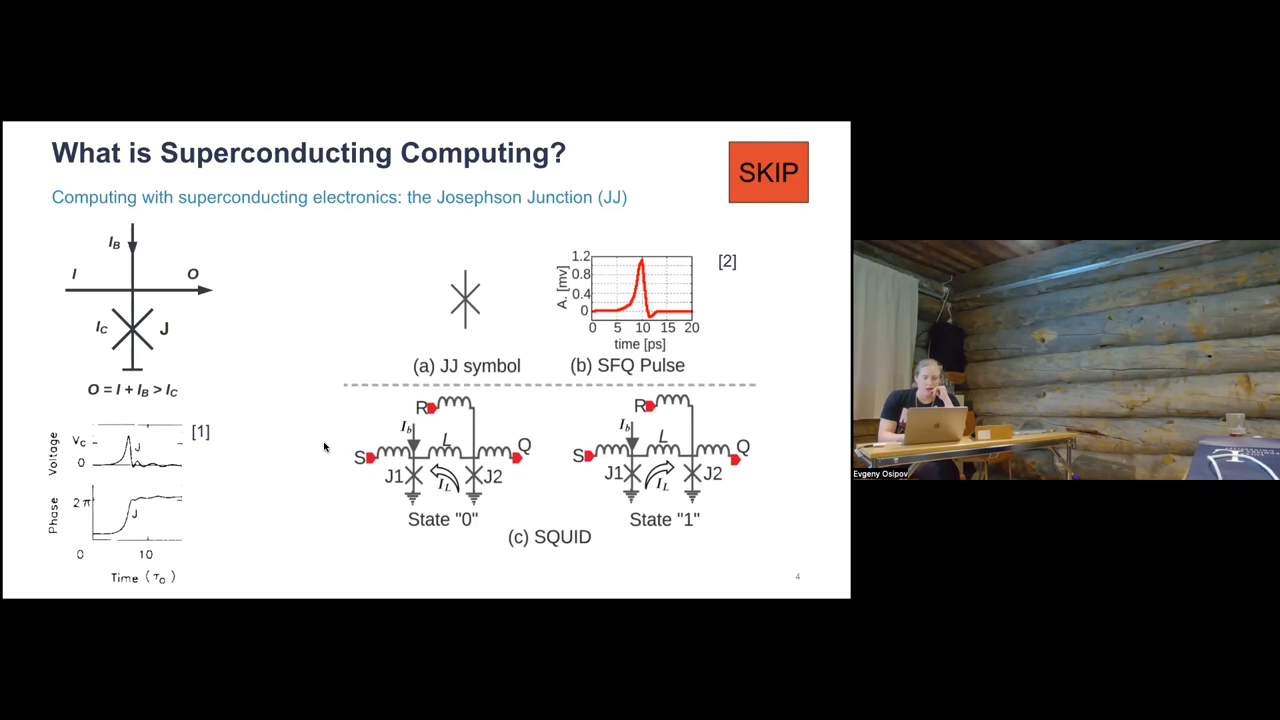 What is Superconducting Computing?
SKIP
Computing with superconducting electronics: the Josephson Junction (JJ)
I_B
I
O
I_C
J
O = I + I_B > I_C
[1]
Voltage
V_C
0
J
Phase
2 π
J
0
10
Time (τ_0)
(a) JJ symbol
[2]
A. [mv]
1.2
0.8
0.4
0
0 5 10 15 20
time [ps]
(b) SFQ Pulse
R
I_b
L
S
Q
J1
I_L
J2
State "0"
R
I_b
L
S
Q
J1
I_L
J2
State "1"
(c) SQUID
4
Evgeny Osipov